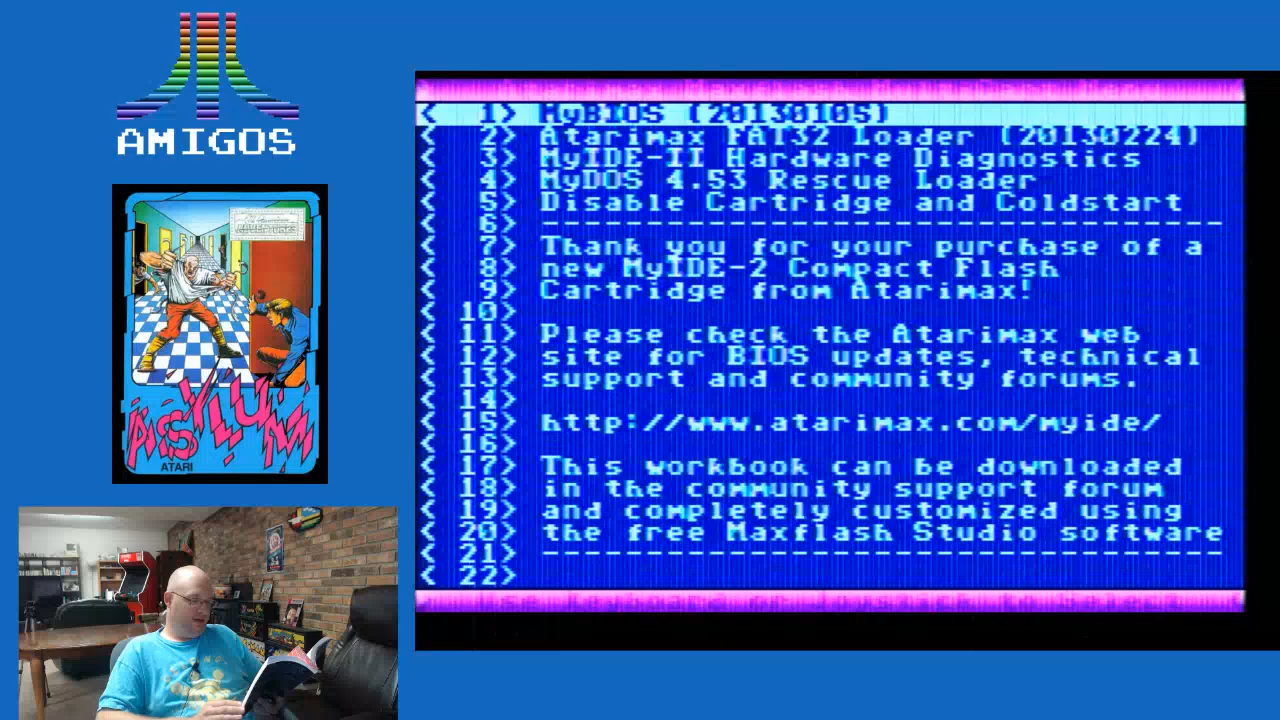 AMIGOS
ADVENTURE
ASYLUM
ATARI
< 1> MyBIOS (20130105)
< 2> Atarimax FAT32 Loader (20130224)
< 3> MyIDE-II Hardware Diagnostics
< 4> MyDOS 4.53 Rescue Loader
< 5> Disable Cartridge and Coldstart
< 6> ---------------------------------
< 7> Thank you for your purchase of a
< 8> new MyIDE-2 Compact Flash
< 9> Cartridge from Atarimax!
< 10>
< 11> Please check the Atarimax web
< 12> site for BIOS updates, technical
< 13> support and community forums.
< 14>
< 15> http://www.atarimax.com/myide/
< 16>
< 17> This workbook can be downloaded
< 18> in the community support forum
< 19> and completely customized using
< 20> the free Maxflash Studio software
< 21> ---------------------------------
< 22>